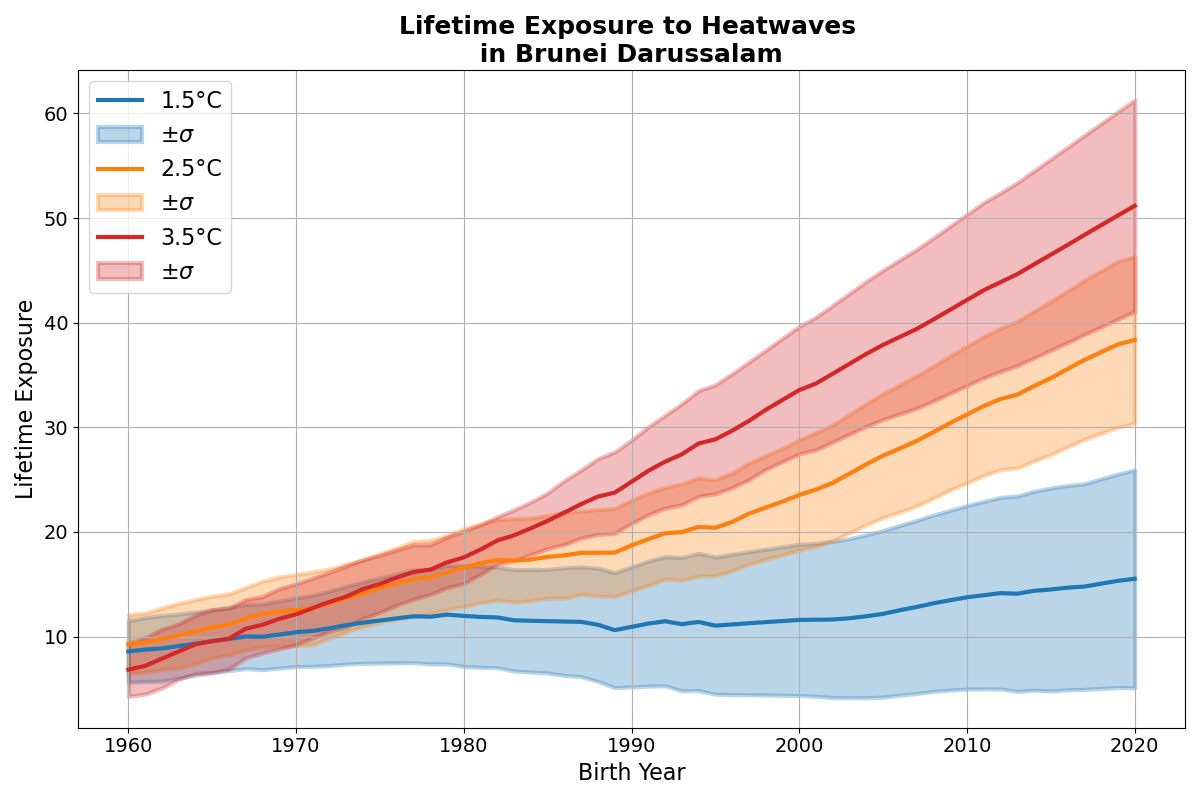 Lifetime Exposure to Heatwaves
in Brunei Darussalam
1.5°C
±σ
2.5°C
±σ
3.5°C
±σ
Lifetime Exposure
60
50
40
30
20
10
1960 1970 1980 1990 2000 2010 2020
Birth Year